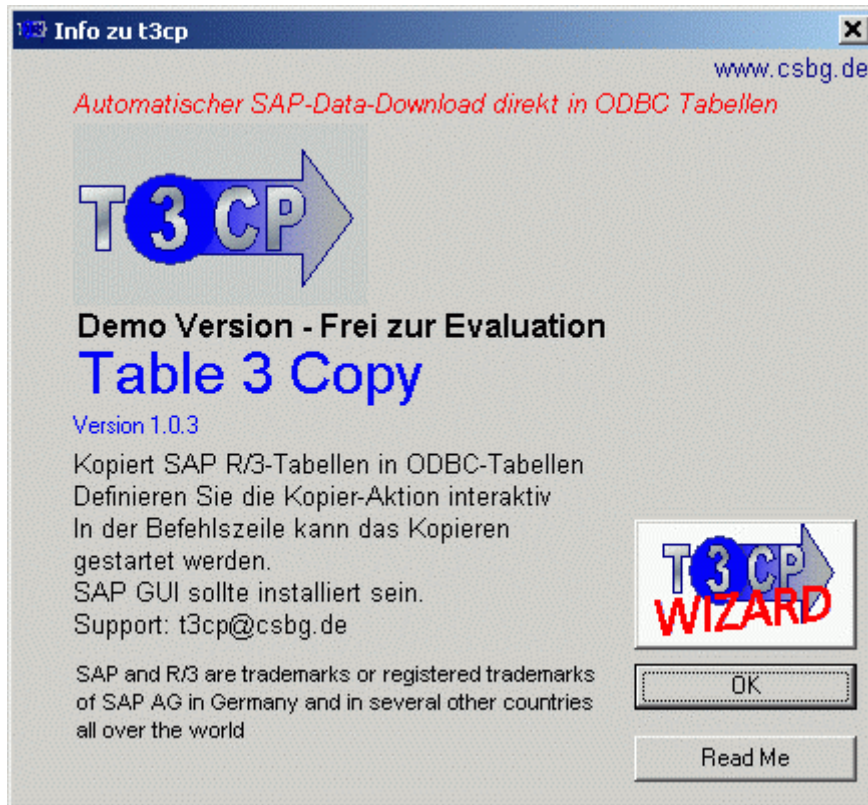 Info zu t3cp
www.csbg.de
Automatischer SAP-Data-Download direkt in ODBC Tabellen
T3CP
Demo Version - Frei zur Evaluation
Table 3 Copy
Version 1.0.3
Kopiert SAP R/3-Tabellen in ODBC-Tabellen
Definieren Sie die Kopier-Aktion interaktiv
In der Befehlszeile kann das Kopieren
gestartet werden.
SAP GUI sollte installiert sein.
Support: t3cp@csbg.de
SAP and R/3 are trademarks or registered trademarks
of SAP AG in Germany and in several other countries
all over the world
T3CP
WIZARD
OK
Read Me